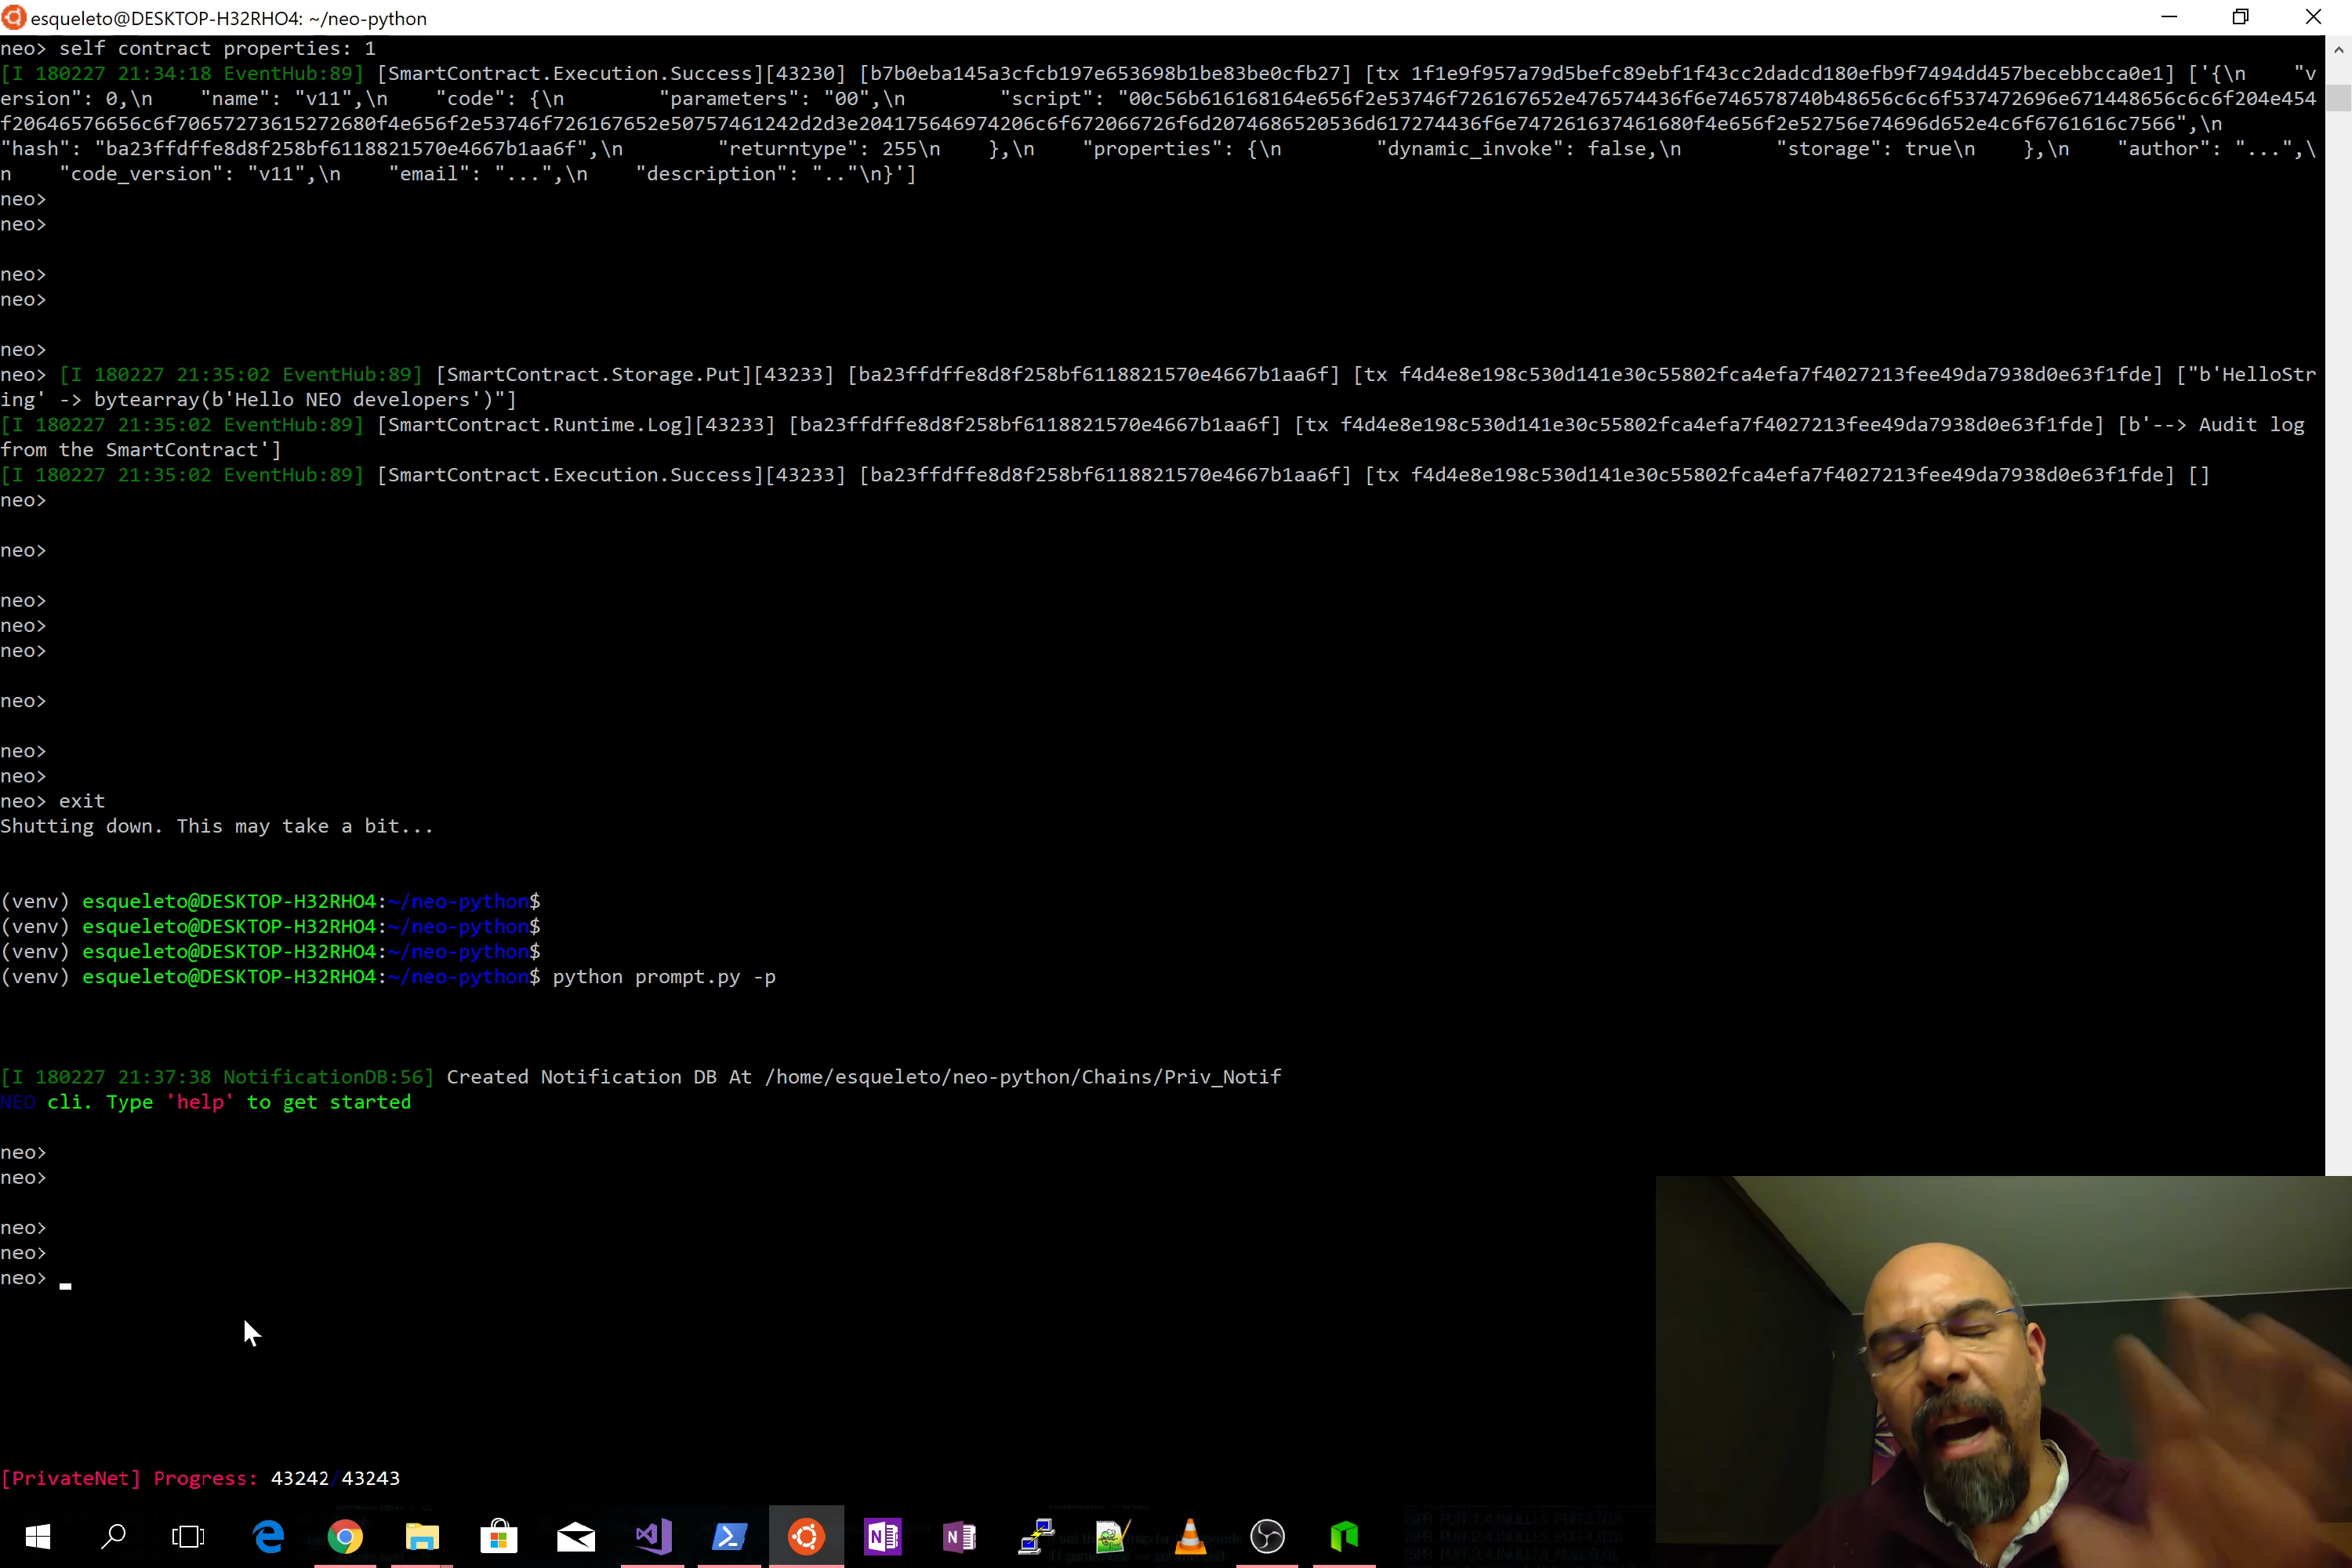 esqueleto@DESKTOP-H32RHO4: ~/neo-python
neo> self contract properties: 1
[I 180227 21:34:18 EventHub:89] [SmartContract.Execution.Success][43230] [b7b0eba145a3cfcb197e653698b1be83be0cfb27] [tx 1f1e9f957a79d5befc89ebf1f43cc2dadcd180efb9f7494dd457becebbcca0e1] ['{\n    "v
ersion": 0,\n    "name": "v11",\n    "code": {\n        "parameters": "00",\n        "script": "00c56b616168164e656f2e53746f726167652e476574436f6e746578740b48656c6c6f537472696e671448656c6c6f204e454
f20646576656c6f70657273615272680f4e656f2e53746f726167652e50757461242d2d3e204175646974206c6f672066726f6d2074686520536d617274436f6e747261637461680f4e656f2e52756e74696d652e4c6f6761616c7566",\n
"hash": "ba23ffdffe8d8f258bf6118821570e4667b1aa6f",\n        "returntype": 255\n    },\n    "properties": {\n        "dynamic_invoke": false,\n        "storage": true\n    },\n    "author": "...",\
n    "code_version": "v11",\n    "email": "...",\n    "description": ".."\n}']
neo>
neo>
neo>
neo>
neo>
neo> [I 180227 21:35:02 EventHub:89] [SmartContract.Storage.Put][43233] [ba23ffdffe8d8f258bf6118821570e4667b1aa6f] [tx f4d4e8e198c530d141e30c55802fca4efa7f4027213fee49da7938d0e63f1fde] ["b'HelloStr
ing' -> bytearray(b'Hello NEO developers')"]
[I 180227 21:35:02 EventHub:89] [SmartContract.Runtime.Log][43233] [ba23ffdffe8d8f258bf6118821570e4667b1aa6f] [tx f4d4e8e198c530d141e30c55802fca4efa7f4027213fee49da7938d0e63f1fde] [b'--> Audit log
from the SmartContract']
[I 180227 21:35:02 EventHub:89] [SmartContract.Execution.Success][43233] [ba23ffdffe8d8f258bf6118821570e4667b1aa6f] [tx f4d4e8e198c530d141e30c55802fca4efa7f4027213fee49da7938d0e63f1fde] []
neo>
neo>
neo>
neo>
neo>
neo>
neo>
neo>
neo> exit
Shutting down. This may take a bit...
(venv) esqueleto@DESKTOP-H32RHO4:~/neo-python$
(venv) esqueleto@DESKTOP-H32RHO4:~/neo-python$
(venv) esqueleto@DESKTOP-H32RHO4:~/neo-python$
(venv) esqueleto@DESKTOP-H32RHO4:~/neo-python$ python prompt.py -p
[I 180227 21:37:38 NotificationDB:56] Created Notification DB At /home/esqueleto/neo-python/Chains/Priv_Notif
NEO cli. Type 'help' to get started
neo>
neo>
neo>
neo>
neo>
[PrivateNet] Progress: 43242/43243